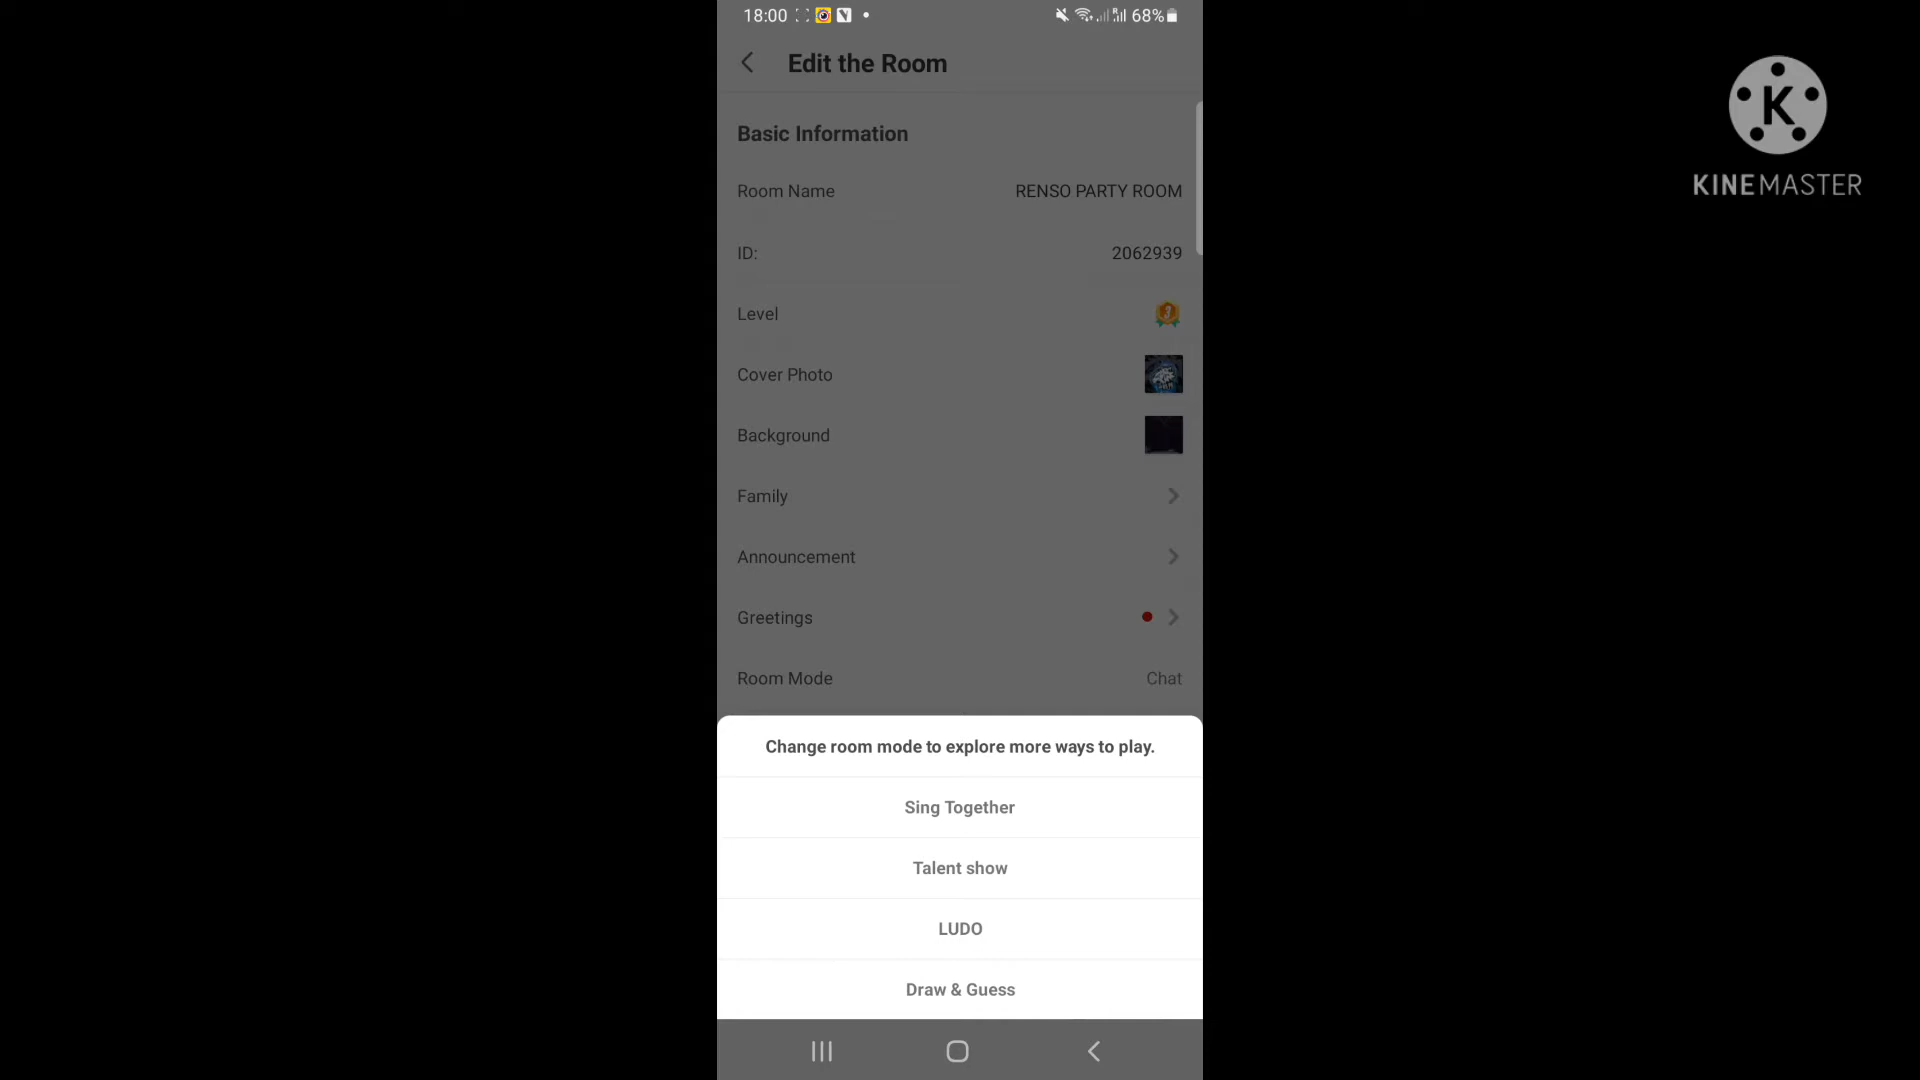 18:00
68%
Edit the Room
K
KINEMASTER
Basic Information
Room Name RENSO PARTY ROOM
ID: 2062939
Level 3
Cover Photo
Background
Family
Announcement
Greetings
Room Mode Chat
Change room mode to explore more ways to play.
Sing Together
Talent show
LUDO
Draw & Guess